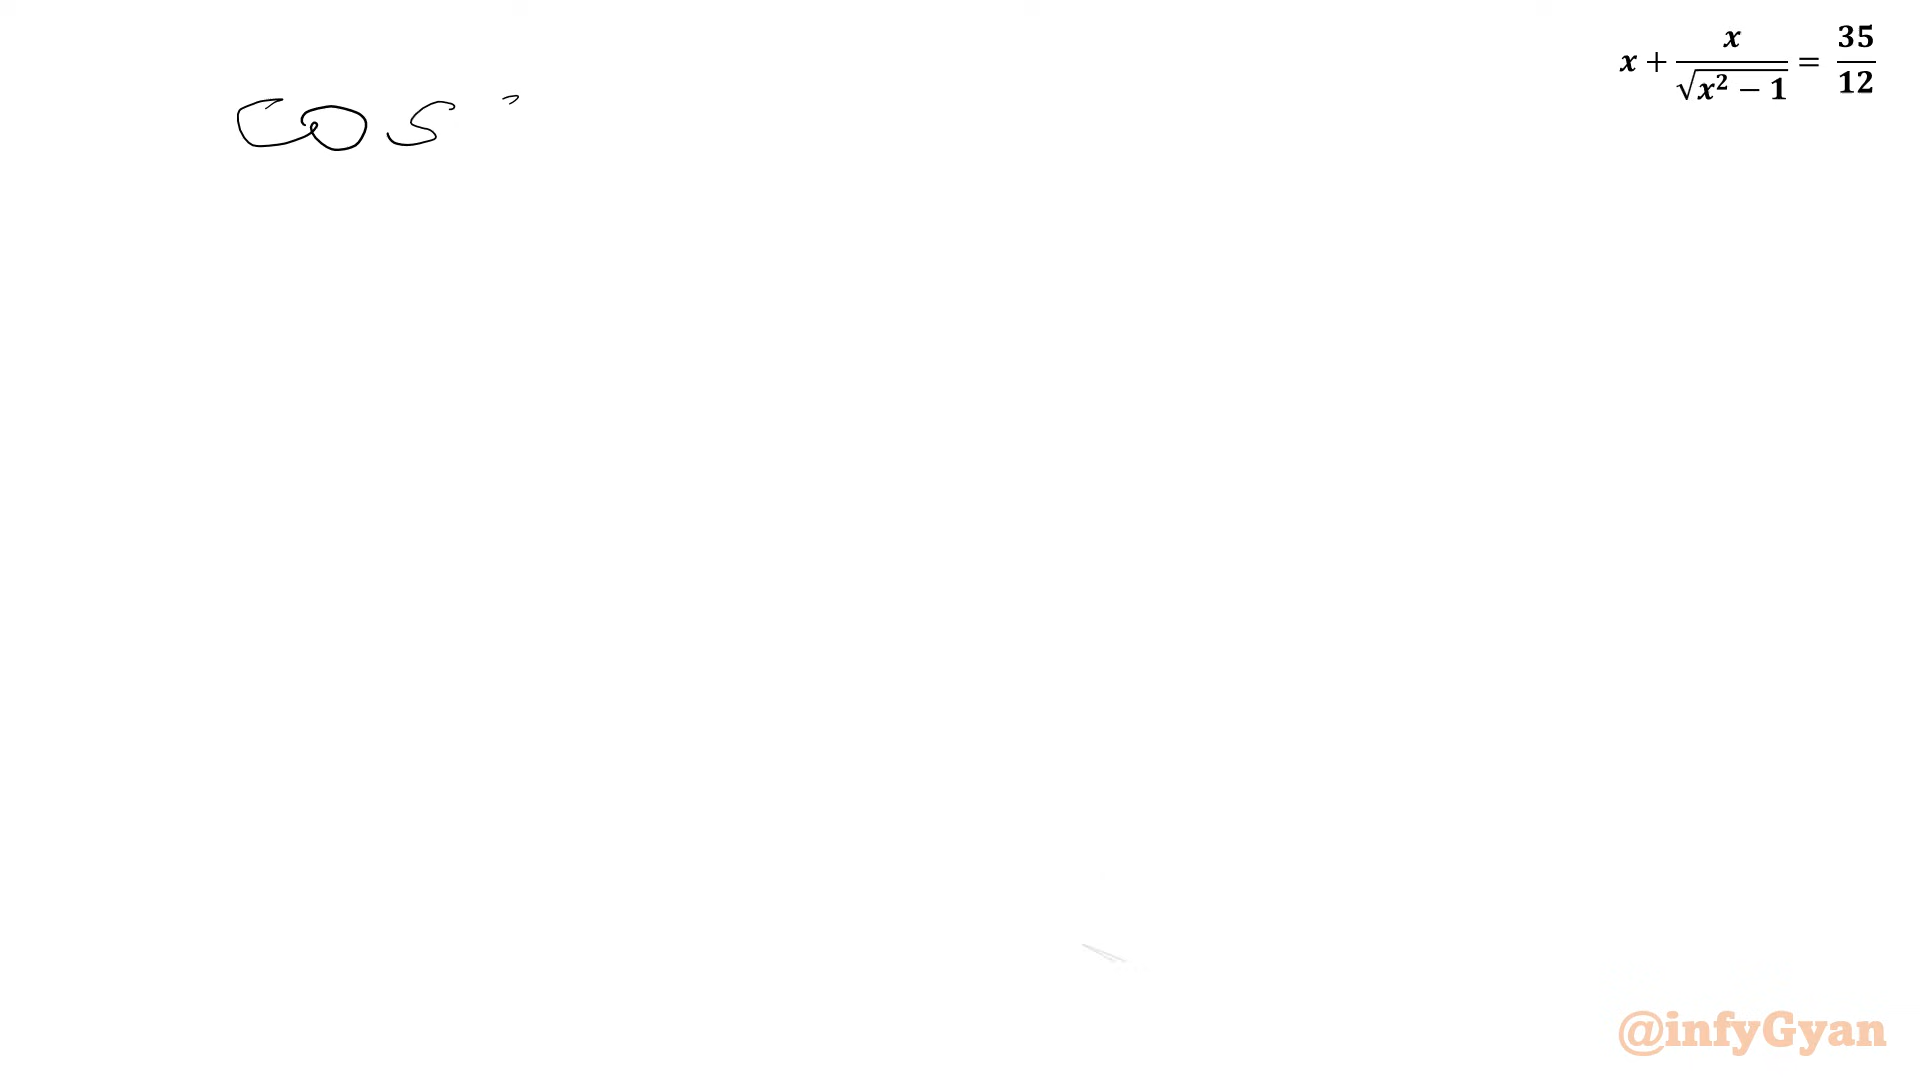 x + x/√(x² − 1) = 35/12
cos
@infyGyan